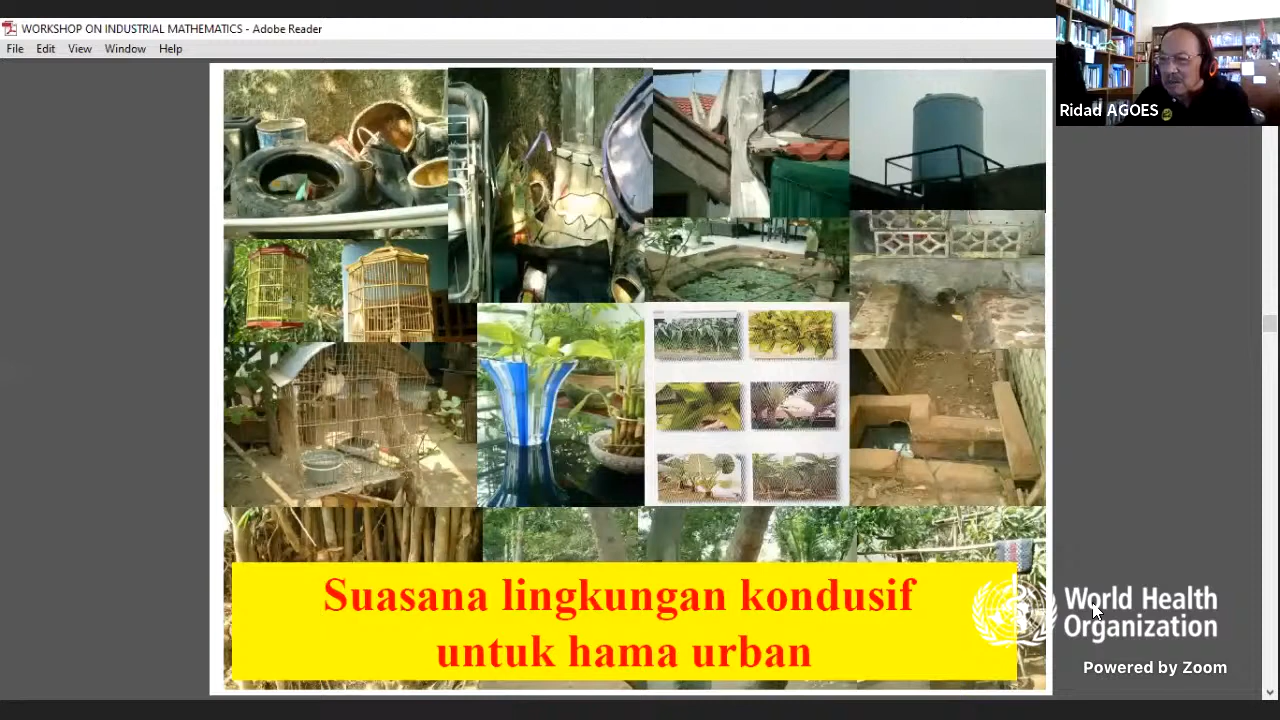 WORKSHOP ON INDUSTRIAL MATHEMATICS - Adobe Reader
File Edit View Window Help
Ridad AGOES
Suasana lingkungan kondusif
untuk hama urban
World Health
Organization
Powered by Zoom